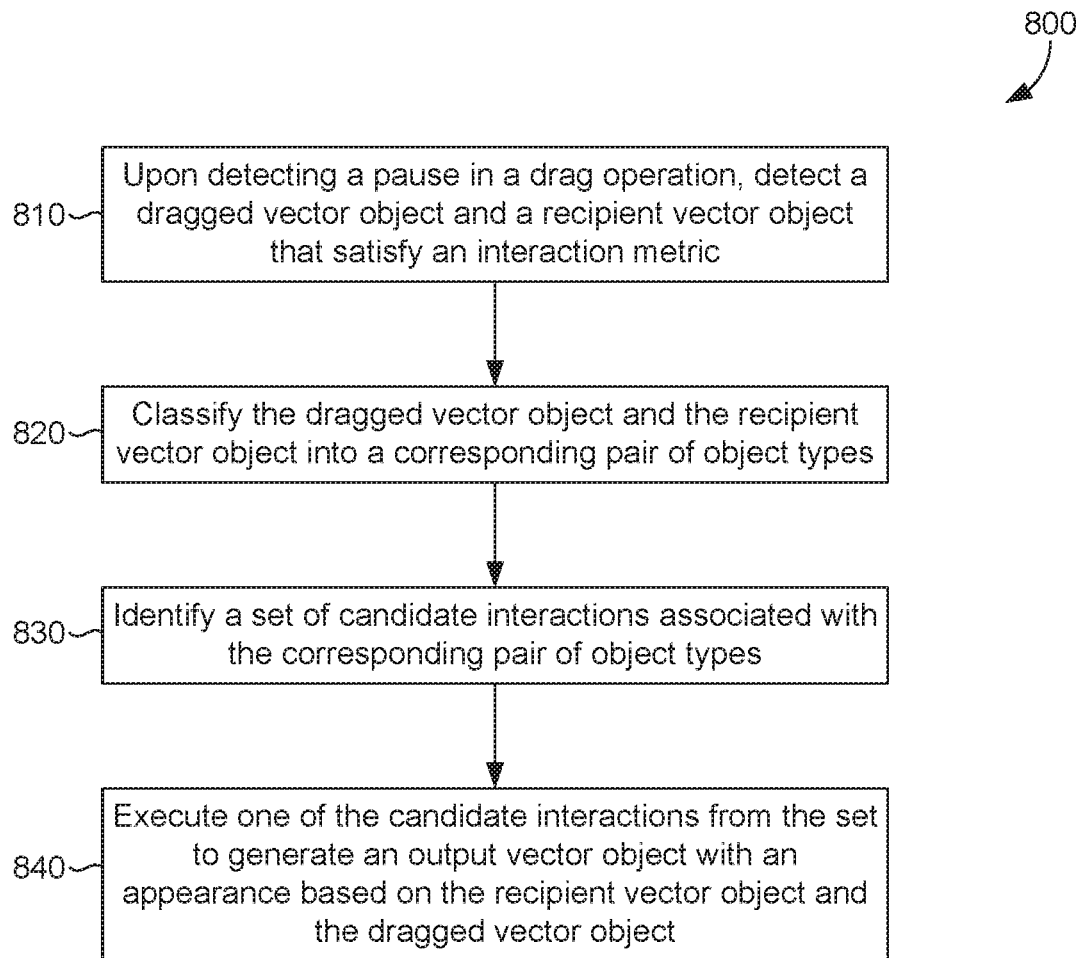 800
810
Upon detecting a pause in a drag operation, detect a
dragged vector object and a recipient vector object
that satisfy an interaction metric
820
Classify the dragged vector object and the recipient
vector object into a corresponding pair of object types
830
Identify a set of candidate interactions associated with
the corresponding pair of object types
840
Execute one of the candidate interactions from the set
to generate an output vector object with an
appearance based on the recipient vector object and
the dragged vector object